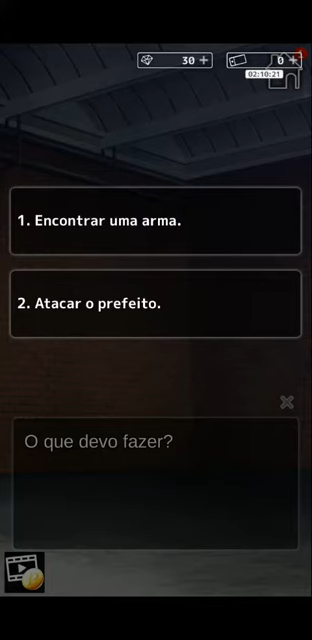 30
0
02:10:21
1. Encontrar uma arma.
2. Atacar o prefeito.
O que devo fazer?